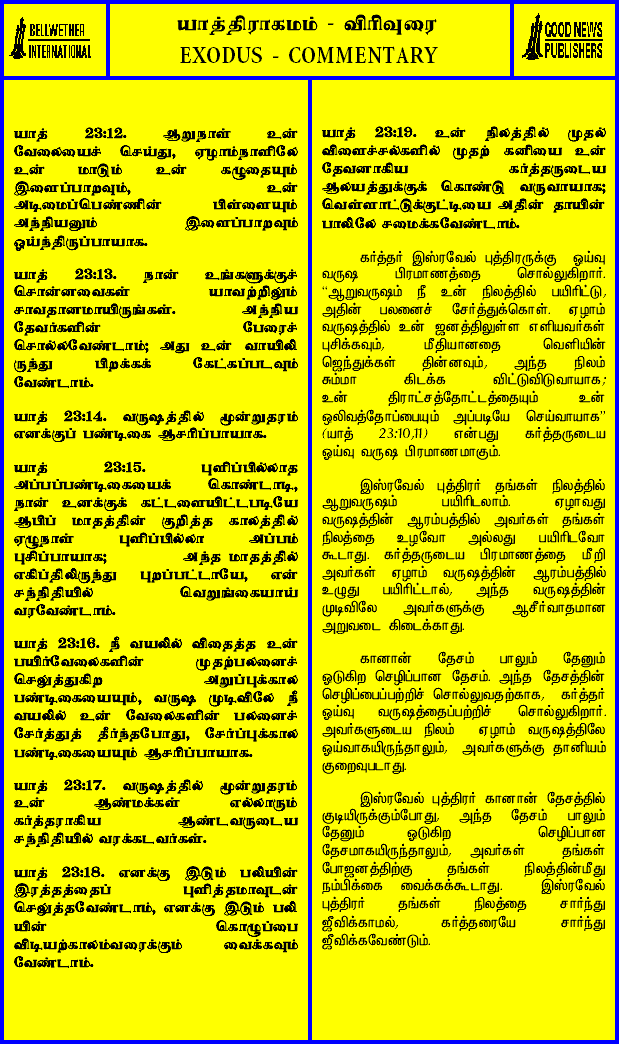 BELLWETHER
INTERNATIONAL
யாத்திராகமம் - விரிவுரை
EXODUS - COMMENTARY
GOOD NEWS
PUBLISHERS
யாத் 23:12. ஆறுநாள் உன்
வேலையைச் செய்து, ஏழாம்நாளிலே
உன் மாடும் உன் கழுதையும்
இளைப்பாறவும், உன்
அடிமைப்பெண்ணின் பிள்ளையும்
அந்நியனும் இளைப்பாறவும்
ஓய்ந்திருப்பாயாக.
யாத் 23:13. நான் உங்களுக்குச்
சொன்னவைகள் யாவற்றிலும்
சாவதானமாயிருங்கள். அந்நிய
தேவர்களின் பேரைச்
சொல்லவேண்டாம்; அது உன் வாயிலி
ருந்து பிறக்கக் கேட்கப்படவும்
வேண்டாம்.
யாத் 23:14. வருஷத்தில் மூன்றுதரம்
எனக்குப் பண்டிகை ஆசரிப்பாயாக.
யாத் 23:15. புளிப்பில்லாத
அப்பப்பண்டிகையைக் கொண்டாடி,
நான் உனக்குக் கட்டளையிட்டபடியே
ஆபிப் மாதத்தின் குறித்த காலத்தில்
ஏழுநாள் புளிப்பில்லா அப்பம்
புசிப்பாயாக; அந்த மாதத்தில்
எகிப்திலிருந்து புறப்பட்டாயே, என்
சந்நிதியில் வெறுங்கையாய்
வரவேண்டாம்.
யாத் 23:16. நீ வயலில் விதைத்த உன்
பயிர்வேலைகளின் முதற்பலனைச்
செலுத்துகிற அறுப்புக்கால
பண்டிகையையும், வருஷ முடிவிலே நீ
வயலில் உன் வேலைகளின் பலனைச்
சேர்த்துத் தீர்ந்தபோது, சேர்ப்புக்கால
பண்டிகையையும் ஆசரிப்பாயாக.
யாத் 23:17. வருஷத்தில் மூன்றுதரம்
உன் ஆண்மக்கள் எல்லாரும்
கர்த்தராகிய ஆண்டவருடைய
சந்நிதியில் வரக்கடவர்கள்.
யாத் 23:18. எனக்கு இடும் பலியின்
இரத்தத்தைப் புளித்தமாவுடன்
செலுத்தவேண்டாம், எனக்கு இடும் பலி
யின் கொழுப்பை
விடியற்காலம்வரைக்கும் வைக்கவும்
வேண்டாம்.
யாத் 23:19. உன் நிலத்தில் முதல்
விளைச்சல்களில் முதற் கனியை உன்
தேவனாகிய கர்த்தருடைய
ஆலயத்துக்குக் கொண்டு வருவாயாக;
வெள்ளாட்டுக்குட்டியை அதின் தாயின்
பாலிலே சமைக்கவேண்டாம்.
கர்த்தர் இஸ்ரவேல் புத்திரருக்கு ஓய்வு
வருஷ பிரமாணத்தை சொல்லுகிறார்.
“ஆறுவருஷம் நீ உன் நிலத்தில் பயிரிட்டு,
அதின் பலனைச் சேர்த்துக்கொள். ஏழாம்
வருஷத்தில் உன் ஜனத்திலுள்ள எளியவர்கள்
புசிக்கவும், மீதியானதை வெளியின்
ஜெந்துக்கள் தின்னவும், அந்த நிலம்
சும்மா கிடக்க விட்டுவிடுவாயாக;
உன் திராட்சத்தோட்டத்தையும் உன்
ஒலிவத்தோப்பையும் அப்படியே செய்வாயாக”
(யாத் 23:10,11) என்பது கர்த்தருடைய
ஓய்வு வருஷ பிரமாணமாகும்.
இஸ்ரவேல் புத்திரர் தங்கள் நிலத்தில்
ஆறுவருஷம் பயிரிடலாம். ஏழாவது
வருஷத்தின் ஆரம்பத்தில் அவர்கள் தங்கள்
நிலத்தை உழவோ அல்லது பயிரிடவோ
கூடாது. கர்த்தருடைய பிரமாணத்தை மீறி
அவர்கள் ஏழாம் வருஷத்தின் ஆரம்பத்தில்
உழுது பயிரிட்டால், அந்த வருஷத்தின்
முடிவிலே அவர்களுக்கு ஆசீர்வாதமான
அறுவடை கிடைக்காது.
கானான் தேசம் பாலும் தேனும்
ஓடுகிற செழிப்பான தேசம். அந்த தேசத்தின்
செழிப்பைப்பற்றிச் சொல்லுவதற்காக, கர்த்தர்
ஓய்வு வருஷத்தைப்பற்றிச் சொல்லுகிறார்.
அவர்களுடைய நிலம் ஏழாம் வருஷத்திலே
ஓய்வாகயிருந்தாலும், அவர்களுக்கு தானியம்
குறைவுபடாது.
இஸ்ரவேல் புத்திரர் கானான் தேசத்தில்
குடியிருக்கும்போது, அந்த தேசம் பாலும்
தேனும் ஓடுகிற செழிப்பான
தேசமாகயிருந்தாலும், அவர்கள் தங்கள்
போஜனத்திற்கு தங்கள் நிலத்தின்மீது
நம்பிக்கை வைக்கக்கூடாது. இஸ்ரவேல்
புத்திரர் தங்கள் நிலத்தை சார்ந்து
ஜீவிக்காமல், கர்த்தரையே சார்ந்து
ஜீவிக்கவேண்டும்.